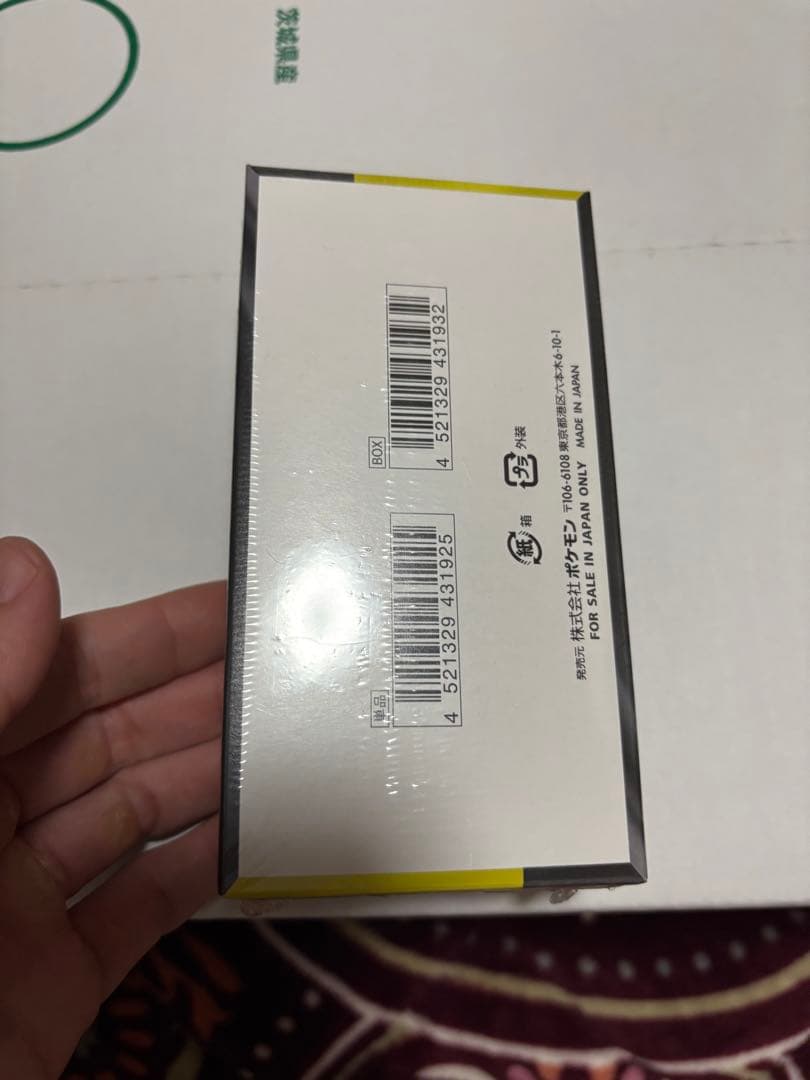 茨城県産
BOX
4 521329 431932
単品
4 521329 431925
紙 箱
プラ 外装
発売元 株式会社ポケモン 〒106-6108 東京都港区六本木6-10-1
FOR SALE IN JAPAN ONLY MADE IN JAPAN